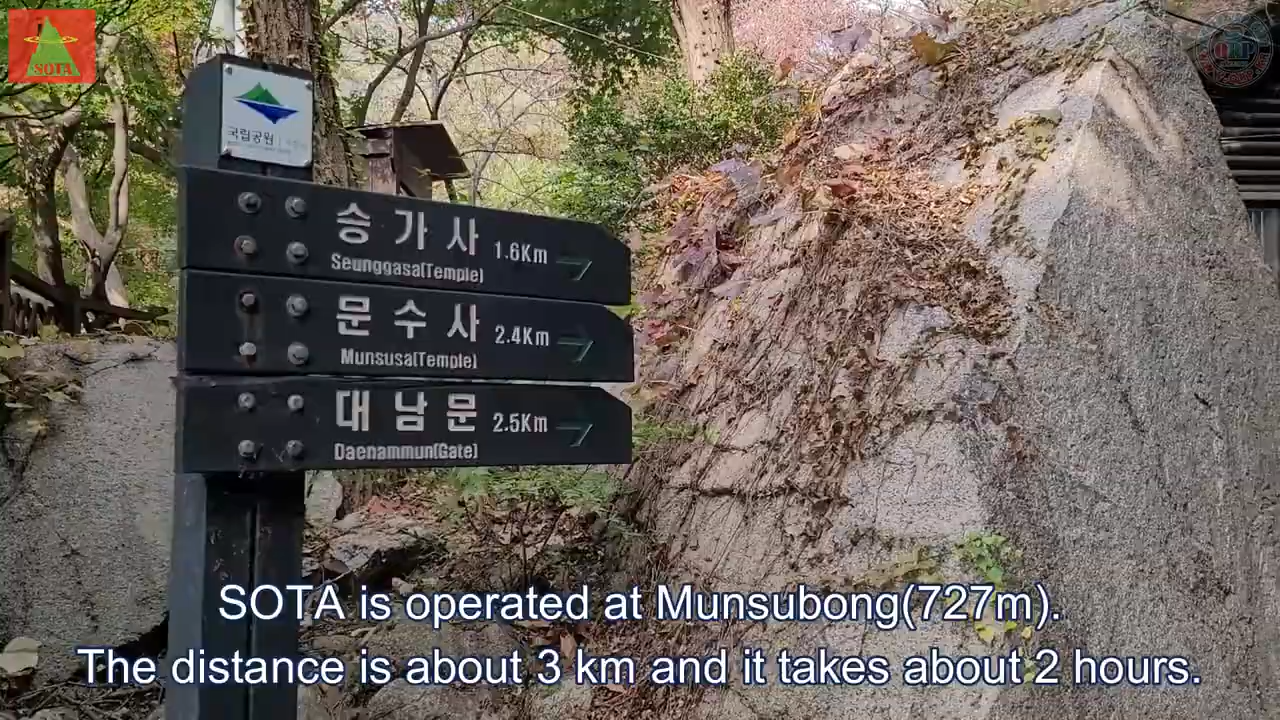 SOTA
국립공원
승가사 1.6Km
Seunggasa(Temple)
문수사 2.4Km
Munsusa(Temple)
대남문 2.5Km
Daenammun(Gate)
SOTA is operated at Munsubong(727m).
The distance is about 3 km and it takes about 2 hours.